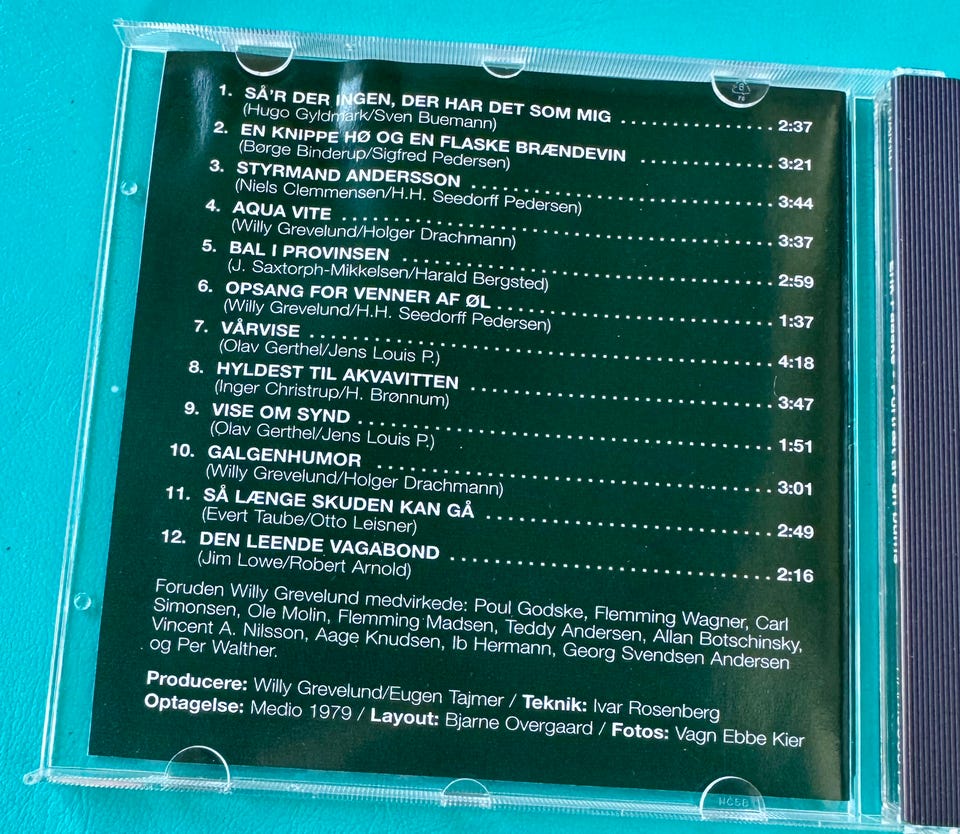 1. SÅ'R DER INGEN, DER HAR DET SOM MIG .................... 2:37
(Hugo Gyldmark/Sven Buemann)
2. EN KNIPPE HØ OG EN FLASKE BRÆNDEVIN ................. 3:21
(Børge Binderup/Sigfred Pedersen)
3. STYRMAND ANDERSSON ....................................... 3:44
(Niels Clemmensen/H.H. Seedorff Pedersen)
4. AQUA VITE ....................................................... 3:37
(Willy Grevelund/Holger Drachmann)
5. BAL I PROVINSEN ................................................ 2:59
(J. Saxtorph-Mikkelsen/Harald Bergsted)
6. OPSANG FOR VENNER AF ØL ................................... 1:37
(Willy Grevelund/H.H. Seedorff Pedersen)
7. VÅRVISE .......................................................... 4:18
(Olav Gerthel/Jens Louis P.)
8. HYLDEST TIL AKVAVITTEN ....................................... 3:47
(Inger Christrup/H. Brønnum)
9. VISE OM SYND .................................................... 1:51
(Olav Gerthel/Jens Louis P.)
10. GALGENHUMOR .................................................. 3:01
(Willy Grevelund/Holger Drachmann)
11. SÅ LÆNGE SKUDEN KAN GÅ ..................................... 2:49
(Evert Taube/Otto Leisner)
12. DEN LEENDE VAGABOND ......................................... 2:16
(Jim Lowe/Robert Arnold)
Foruden Willy Grevelund medvirkede: Poul Godske, Flemming Wagner, Carl
Simonsen, Ole Molin, Flemming Madsen, Teddy Andersen, Allan Botschinsky,
Vincent A. Nilsson, Aage Knudsen, Ib Hermann, Georg Svendsen Andersen
og Per Walther.
Producere: Willy Grevelund/Eugen Tajmer / Teknik: Ivar Rosenberg
Optagelse: Medio 1979 / Layout: Bjarne Overgaard / Fotos: Vagn Ebbe Kier